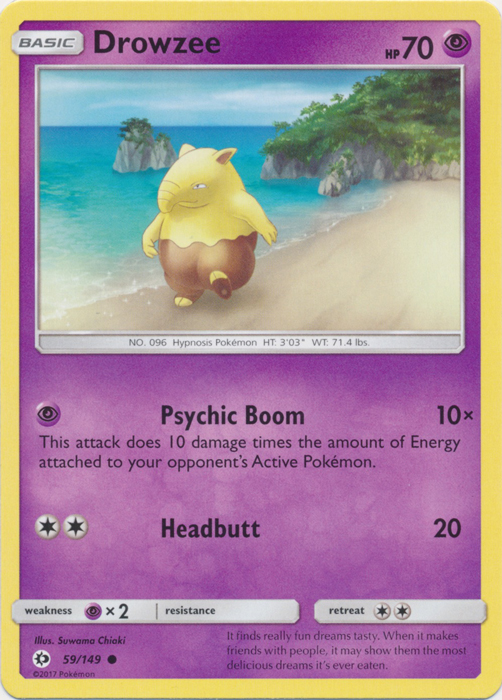 BASIC Drowzee HP 70
NO. 096 Hypnosis Pokémon HT: 3'03" WT: 71.4 lbs.
Psychic Boom 10×
This attack does 10 damage times the amount of Energy
attached to your opponent's Active Pokémon.
Headbutt 20
weakness ×2 resistance retreat
Illus. Suwama Chiaki
59/149
©2017 Pokémon
It finds really fun dreams tasty. When it makes
friends with people, it may show them the most
delicious dreams it's ever eaten.